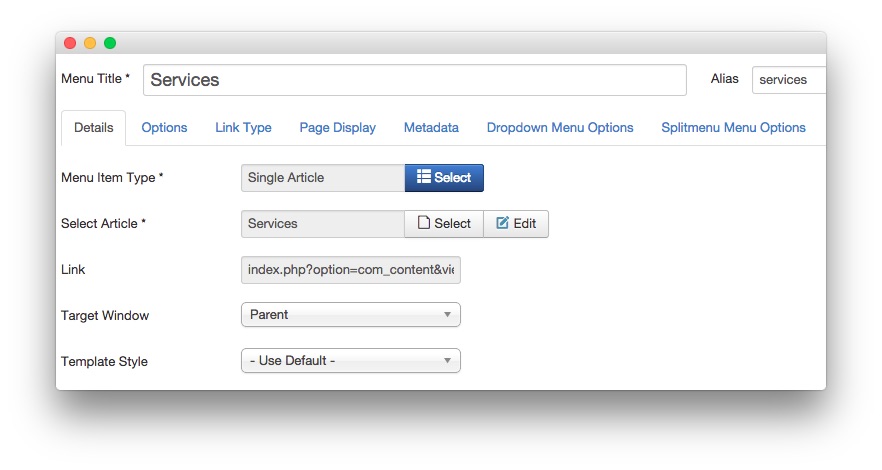 Menu Title * Services Alias services
Details Options Link Type Page Display Metadata Dropdown Menu Options Splitmenu Menu Options
Menu Item Type * Single Article Select
Select Article * Services Select Edit
Link index.php?option=com_content&vie
Target Window Parent
Template Style - Use Default -